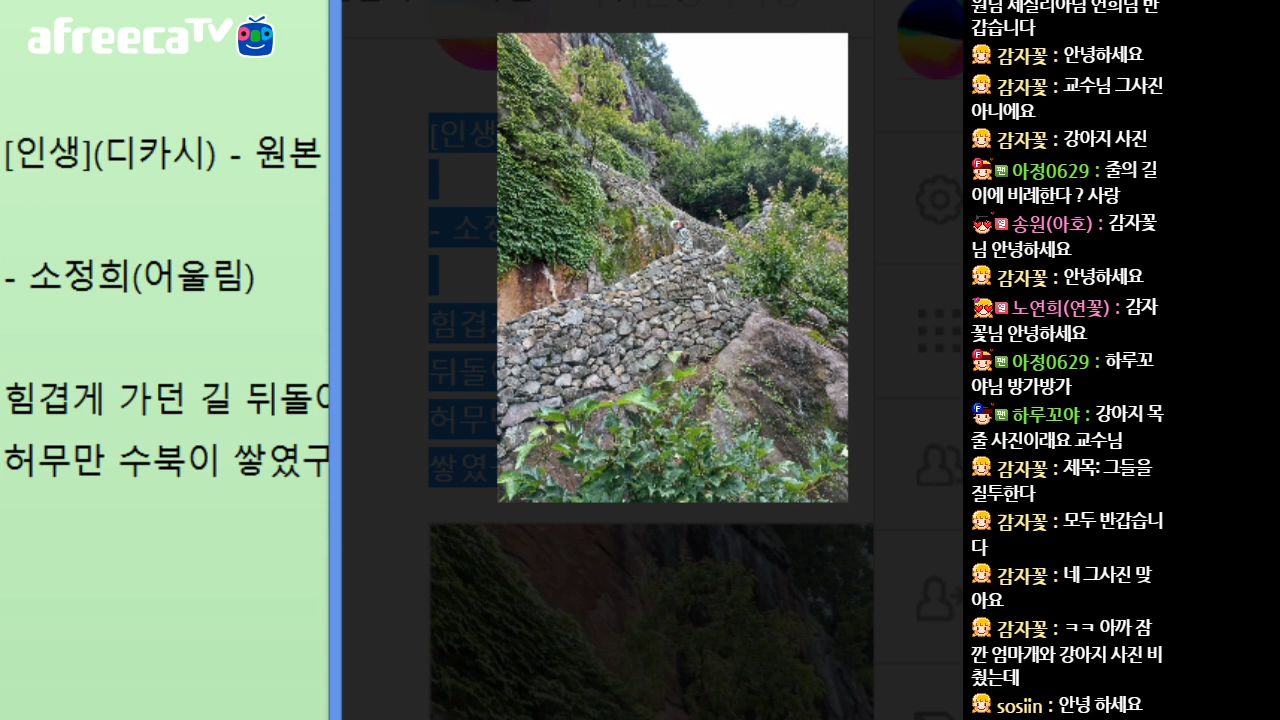 afreecaTV
[인생](디카시) - 원본
- 소정희(어울림)
힘겹게 가던 길 뒤돌아
허무만 수북이 쌓였구
[인생
- 소
힘겹
뒤돌
허무
쌓였
원님 세실리아님 연희님 반
갑습니다
감자꽃 : 안녕하세요
감자꽃 : 교수님 그사진
아니에요
감자꽃 : 강아지 사진
아정0629 : 줄의 길
이에 비례한다 ? 사랑
송원(아호) : 감자꽃
님 안녕하세요
감자꽃 : 안녕하세요
노연희(연꽃) : 감자
꽃님 안녕하세요
아정0629 : 하루꼬
야님 방가방가
하루꼬야 : 강아지 목
줄 사진이래요 교수님
감자꽃 : 제목: 그들을
질투한다
감자꽃 : 모두 반갑습니
다
감자꽃 : 네 그사진 맞
아요
감자꽃 : ㅋㅋ 아까 잠
깐 엄마개와 강아지 사진 비
췄는데
sosiin : 안녕 하세요